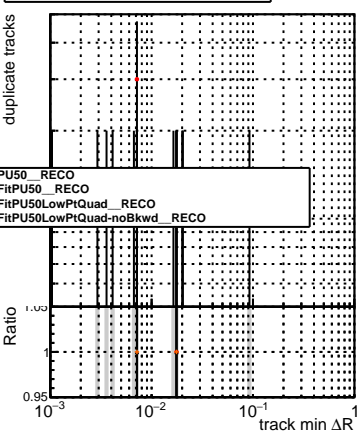 duplicate tracks
PU50__RECO
FitPU50__RECO
FitPU50LowPtQuad__RECO
FitPU50LowPtQuad-noBkwd__RECO
Ratio
1.05
1
0.95
10⁻³ 10⁻² 10⁻¹ 1
track min ΔR